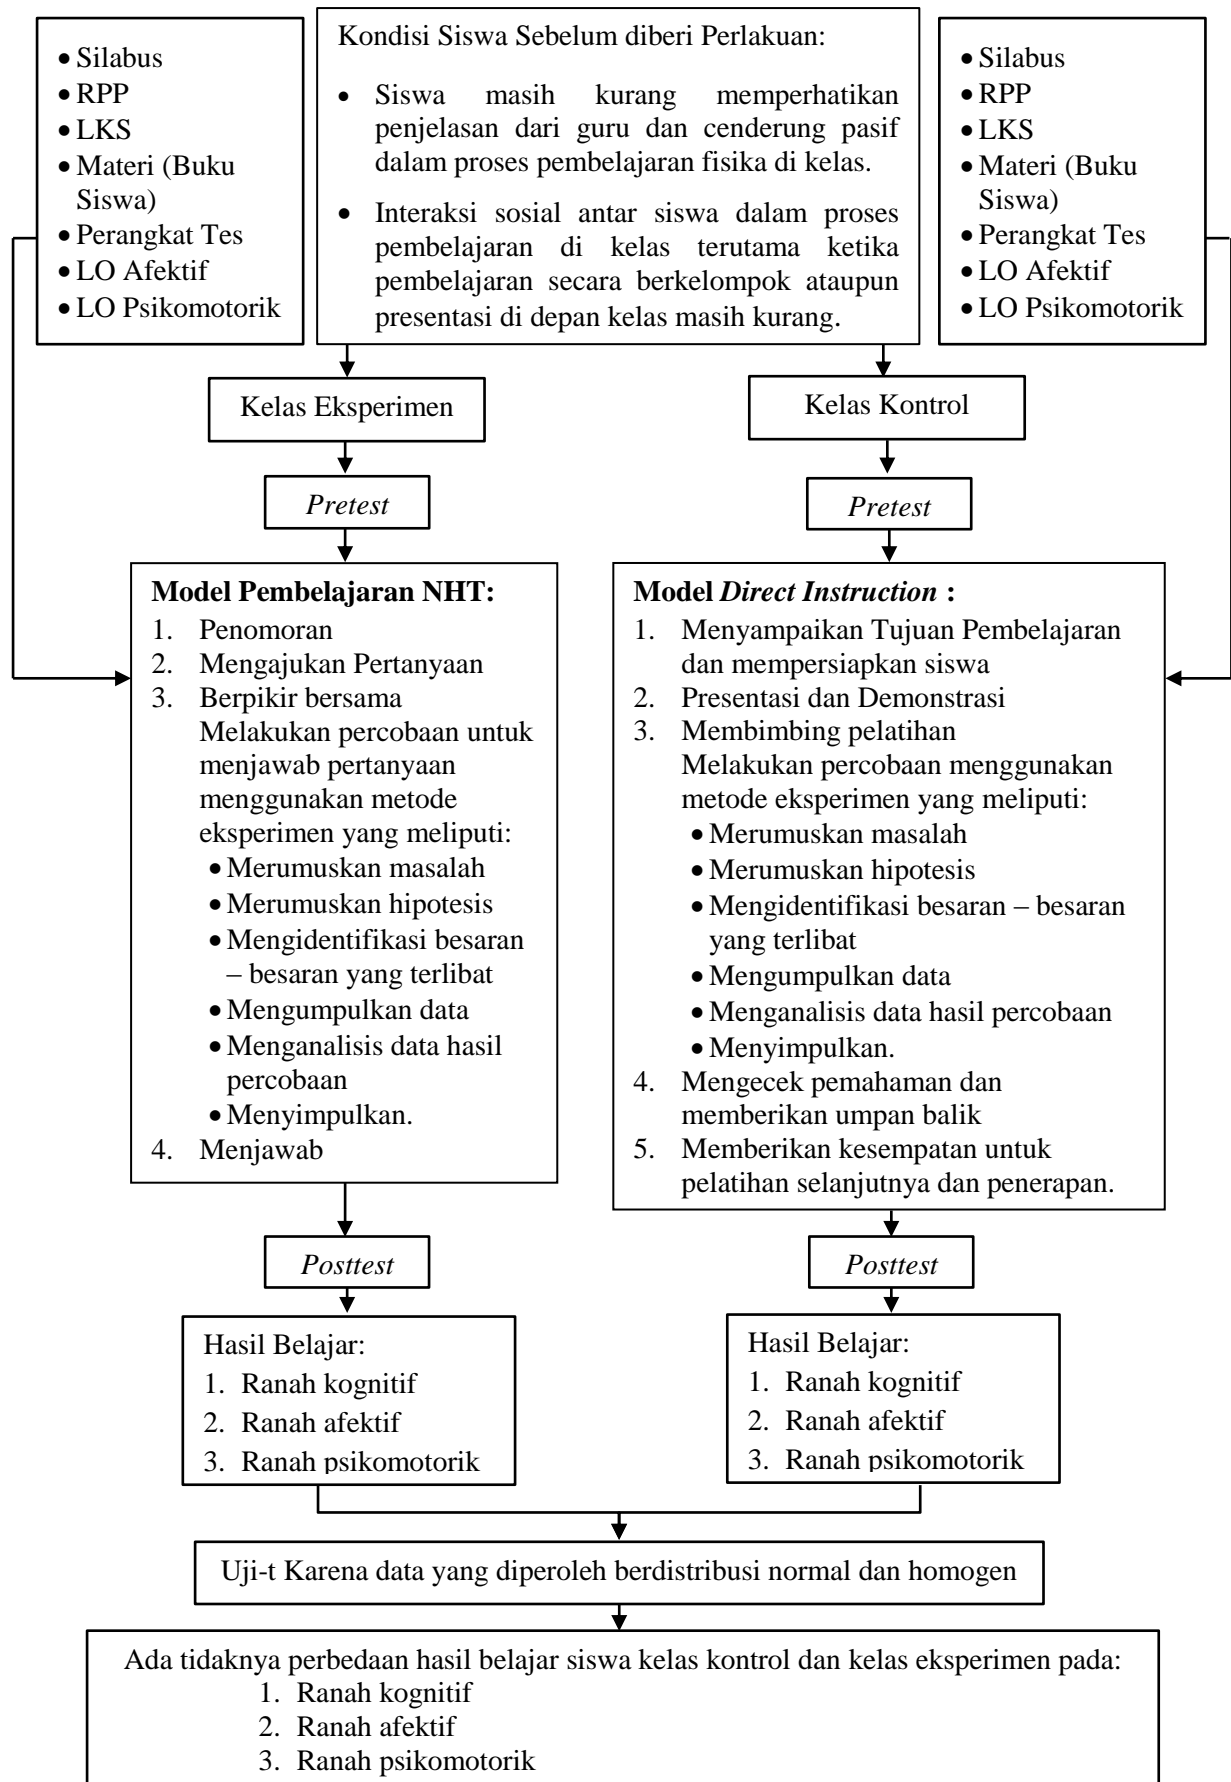 • Silabus
• RPP
• LKS
• Materi (Buku
Siswa)
• Perangkat Tes
• LO Afektif
• LO Psikomotorik
Kondisi Siswa Sebelum diberi Perlakuan:
• Siswa masih kurang memperhatikan
penjelasan dari guru dan cenderung pasif
dalam proses pembelajaran fisika di kelas.
• Interaksi sosial antar siswa dalam proses
pembelajaran di kelas terutama ketika
pembelajaran secara berkelompok ataupun
presentasi di depan kelas masih kurang.
• Silabus
• RPP
• LKS
• Materi (Buku
Siswa)
• Perangkat Tes
• LO Afektif
• LO Psikomotorik
Kelas Eksperimen
Kelas Kontrol
Pretest
Pretest
Model Pembelajaran NHT:
1. Penomoran
2. Mengajukan Pertanyaan
3. Berpikir bersama
Melakukan percobaan untuk
menjawab pertanyaan
menggunakan metode
eksperimen yang meliputi:
• Merumuskan masalah
• Merumuskan hipotesis
• Mengidentifikasi besaran
– besaran yang terlibat
• Mengumpulkan data
• Menganalisis data hasil
percobaan
• Menyimpulkan.
4. Menjawab
Model Direct Instruction :
1. Menyampaikan Tujuan Pembelajaran
dan mempersiapkan siswa
2. Presentasi dan Demonstrasi
3. Membimbing pelatihan
Melakukan percobaan menggunakan
metode eksperimen yang meliputi:
• Merumuskan masalah
• Merumuskan hipotesis
• Mengidentifikasi besaran – besaran
yang terlibat
• Mengumpulkan data
• Menganalisis data hasil percobaan
• Menyimpulkan.
4. Mengecek pemahaman dan
memberikan umpan balik
5. Memberikan kesempatan untuk
pelatihan selanjutnya dan penerapan.
Posttest
Posttest
Hasil Belajar:
1. Ranah kognitif
2. Ranah afektif
3. Ranah psikomotorik
Hasil Belajar:
1. Ranah kognitif
2. Ranah afektif
3. Ranah psikomotorik
Uji-t Karena data yang diperoleh berdistribusi normal dan homogen
Ada tidaknya perbedaan hasil belajar siswa kelas kontrol dan kelas eksperimen pada:
1. Ranah kognitif
2. Ranah afektif
3. Ranah psikomotorik